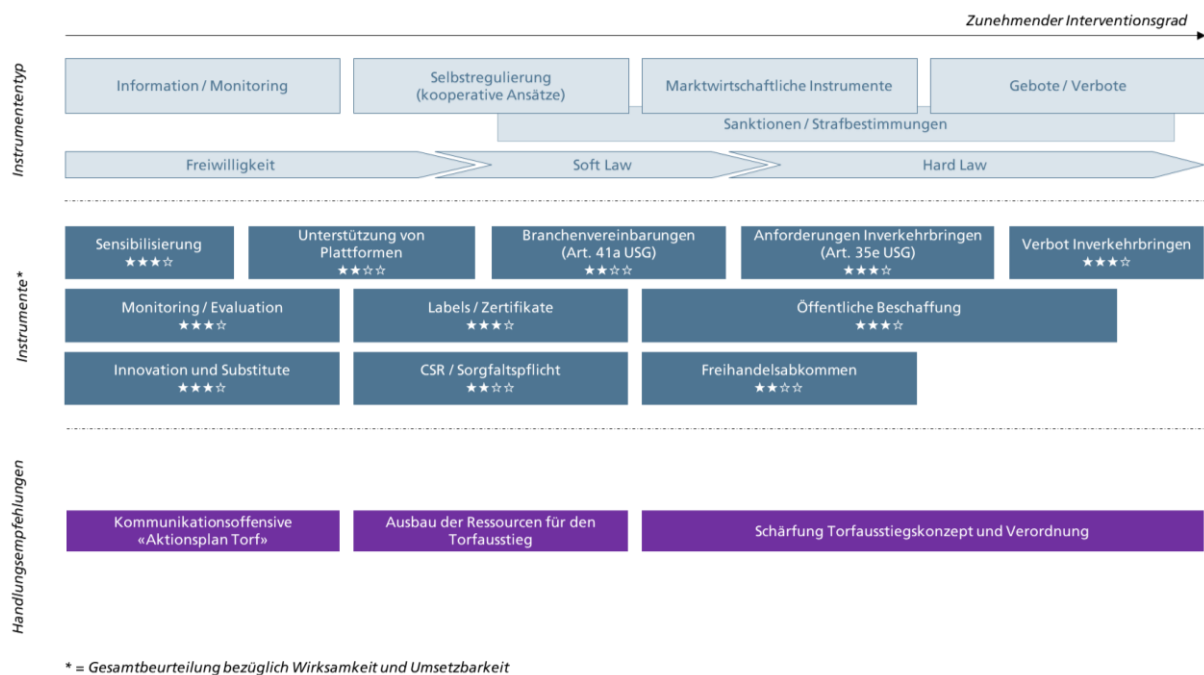 Zunehmender Interventionsgrad
Instrumententyp
Information / Monitoring
Selbstregulierung
(kooperative Ansätze)
Marktwirtschaftliche Instrumente
Gebote / Verbote
Sanktionen / Strafbestimmungen
Freiwilligkeit
Soft Law
Hard Law
Instrumente*
Sensibilisierung
★★★☆
Unterstützung von
Plattformen
★★☆☆
Branchenvereinbarungen
(Art. 41a USG)
★★☆☆
Anforderungen Inverkehrbringen
(Art. 35e USG)
★★★☆
Verbot Inverkehrbringen
★★★☆
Monitoring / Evaluation
★★★☆
Labels / Zertifikate
★★★☆
Öffentliche Beschaffung
★★★☆
Innovation und Substitute
★★★☆
CSR / Sorgfaltspflicht
★★☆☆
Freihandelsabkommen
★★☆☆
Handlungsempfehlungen
Kommunikationsoffensive
«Aktionsplan Torf»
Ausbau der Ressourcen für den
Torfausstieg
Schärfung Torfausstiegskonzept und Verordnung
* = Gesamtbeurteilung bezüglich Wirksamkeit und Umsetzbarkeit